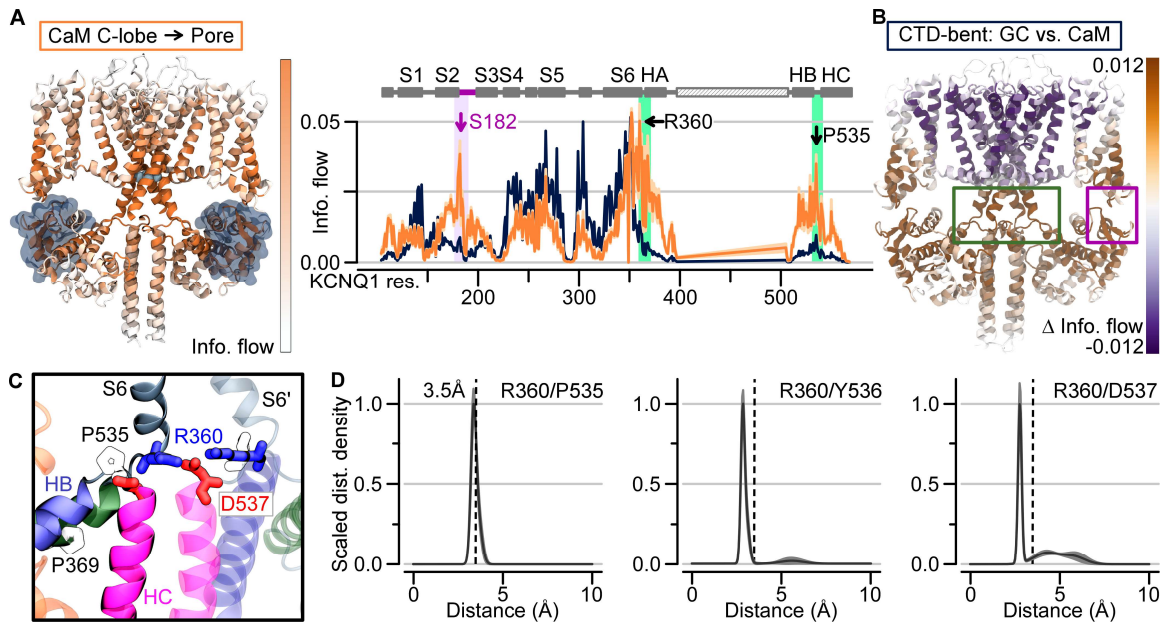 A
CaM C-lobe → Pore
Info. flow
S1 S2 S3S4 S5 S6 HA HB HC
S182
R360
P535
0.05
Info. flow
0.00
KCNQ1 res.
200 300 400 500
B
CTD-bent: GC vs. CaM
0.012
Δ Info. flow
-0.012
C
S6
S6'
P535
R360
HB
D537
P369
HC
D
3.5Å
R360/P535
R360/Y536
R360/D537
Scaled dist. density
1.0 1.0 1.0
0.5 0.5 0.5
0.0 0.0 0.0
0 5 10 0 5 10 0 5 10
Distance (Å) Distance (Å) Distance (Å)